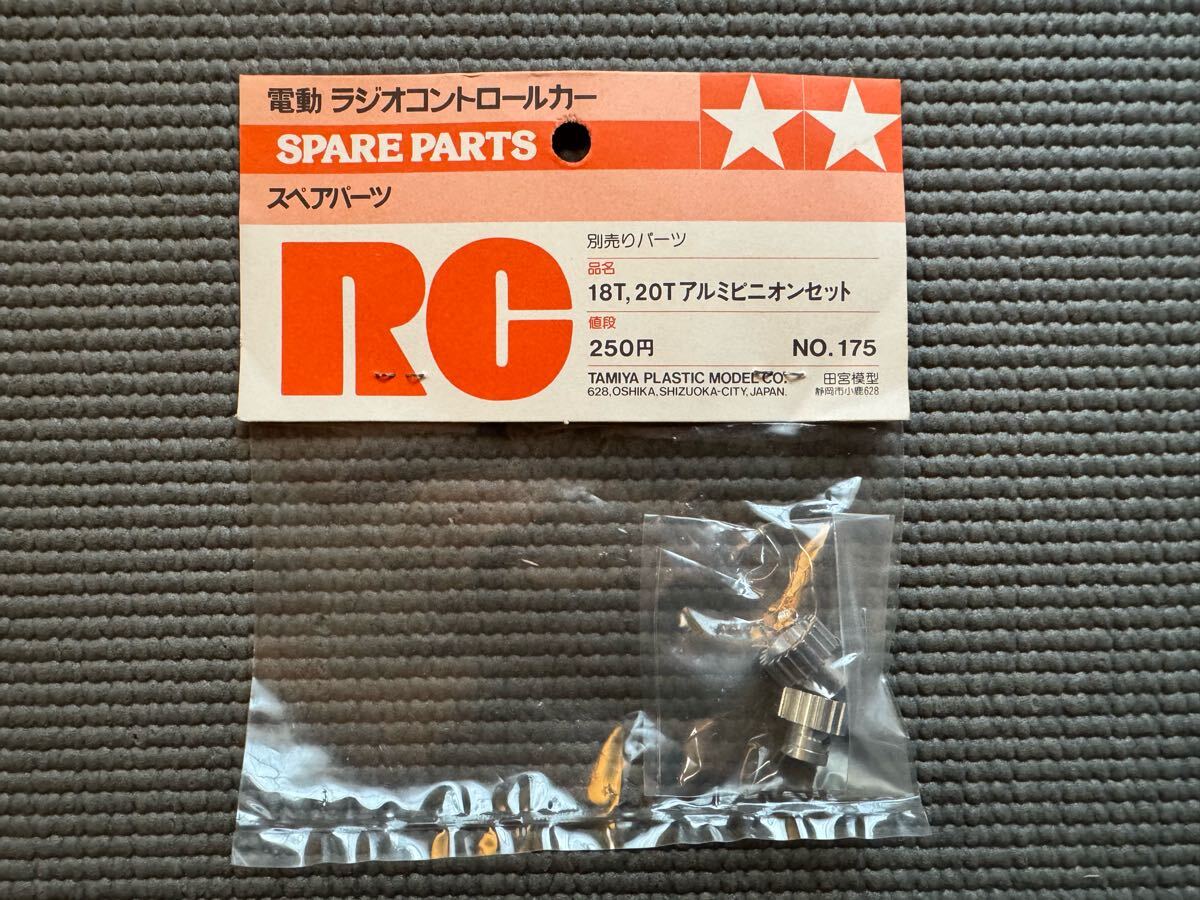 電動 ラジオコントロールカー
SPARE PARTS
スペアパーツ
RC
別売りパーツ
品名
18T, 20Tアルミピニオンセット
値段
250円 NO. 175
TAMIYA PLASTIC MODEL CO. 田宮模型
628, OSHIKA, SHIZUOKA-CITY, JAPAN. 静岡市小鹿628